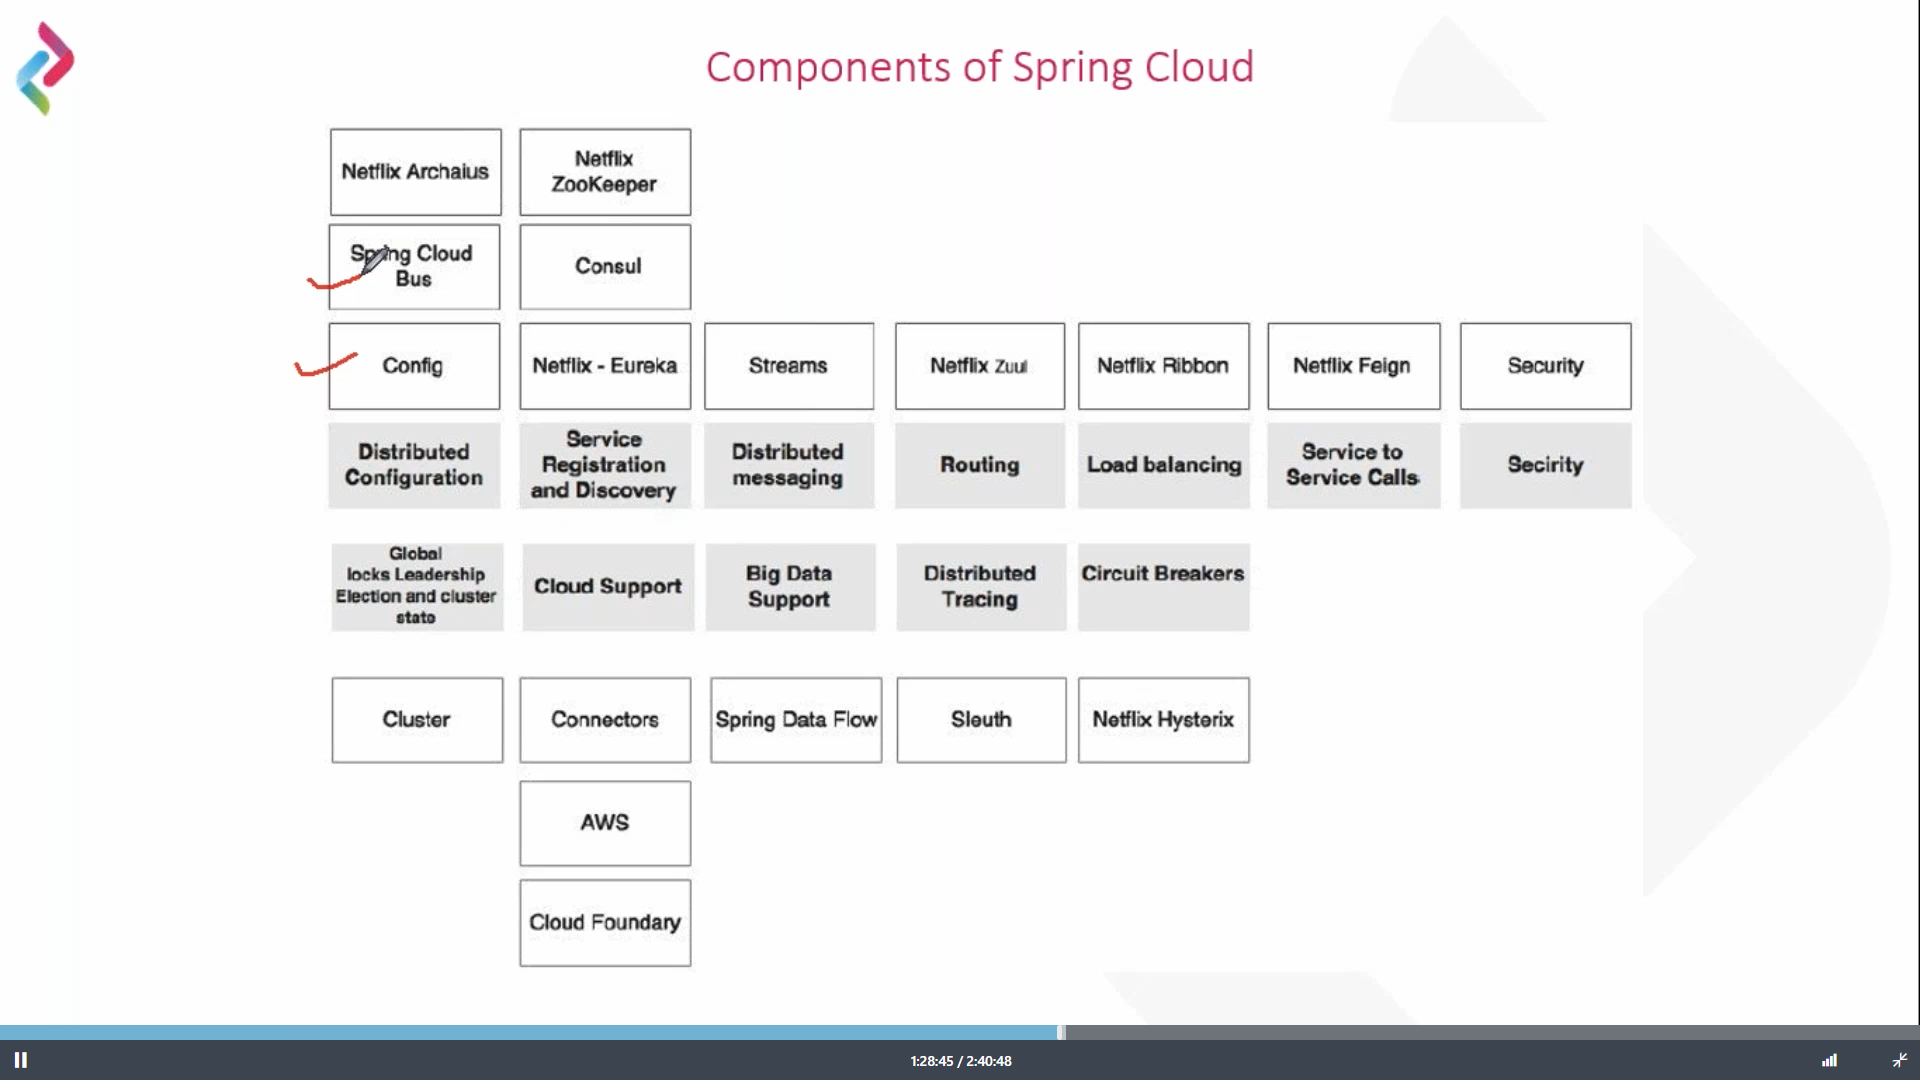 Components of Spring Cloud
Netflix Archaius
Netflix
ZooKeeper
Spring Cloud
Bus
Consul
Config
Netflix - Eureka
Streams
Netflix Zuul
Netflix Ribbon
Netflix Feign
Security
Distributed
Configuration
Service
Registration
and Discovery
Distributed
messaging
Routing
Load balancing
Service to
Service Calls
Secirity
Global
locks Leadership
Election and cluster
state
Cloud Support
Big Data
Support
Distributed
Tracing
Circuit Breakers
Cluster
Connectors
Spring Data Flow
Sleuth
Netflix Hysterix
AWS
Cloud Foundary
1:28:45 / 2:40:48